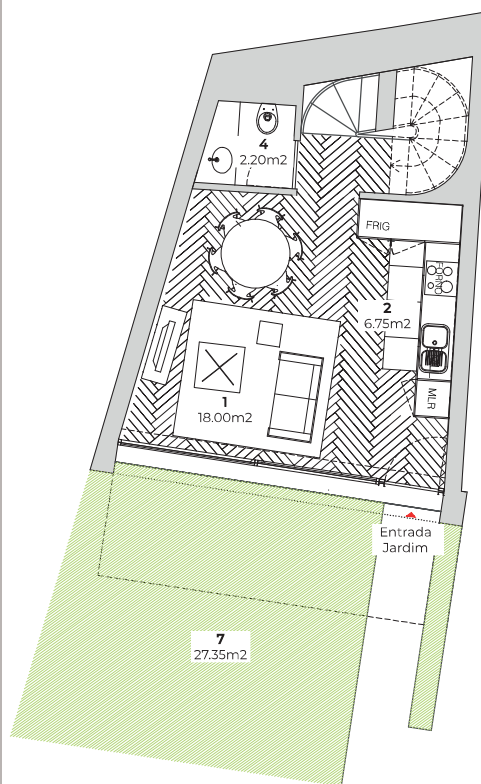 4
2.20m2
FRIG
FORNO
2
6.75m2
1
18.00m2
MLR
Entrada
Jardim
7
27.35m2